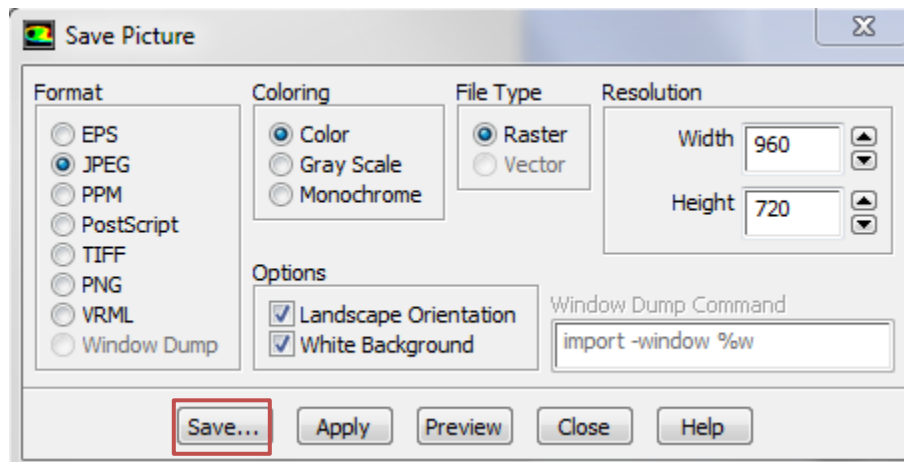 Save Picture
Format
EPS
JPEG
PPM
PostScript
TIFF
PNG
VRML
Window Dump
Coloring
Color
Gray Scale
Monochrome
File Type
Raster
Vector
Resolution
Width 960
Height 720
Options
Landscape Orientation
White Background
Window Dump Command
import -window %w
Save... Apply Preview Close Help